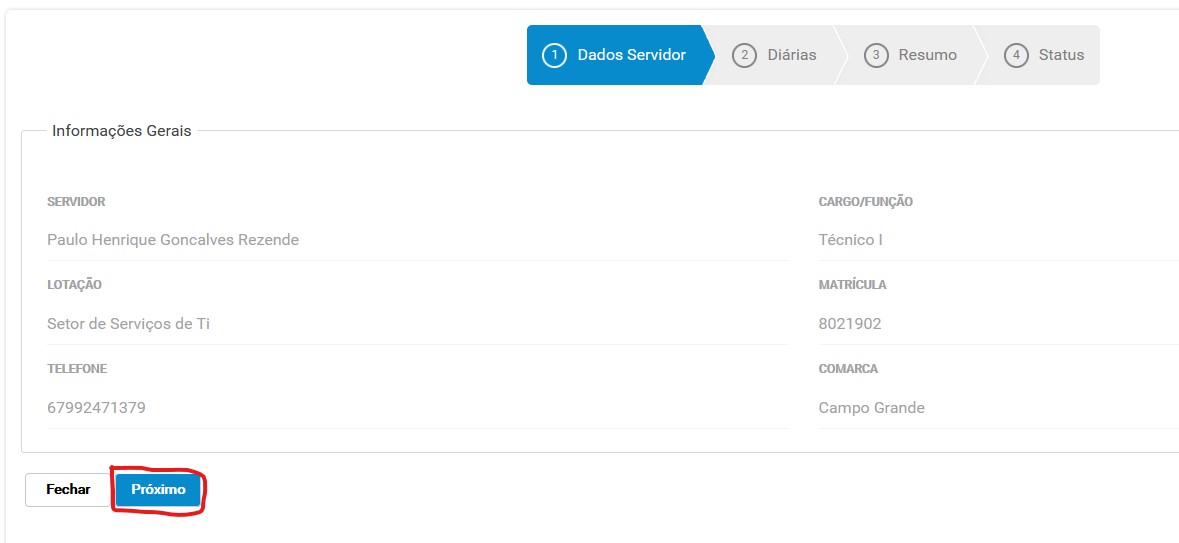 1 Dados Servidor 2 Diárias 3 Resumo 4 Status
Informações Gerais
SERVIDOR CARGO/FUNÇÃO
Paulo Henrique Goncalves Rezende Técnico I
LOTAÇÃO MATRÍCULA
Setor de Serviços de Ti 8021902
TELEFONE COMARCA
67992471379 Campo Grande
Fechar Próximo